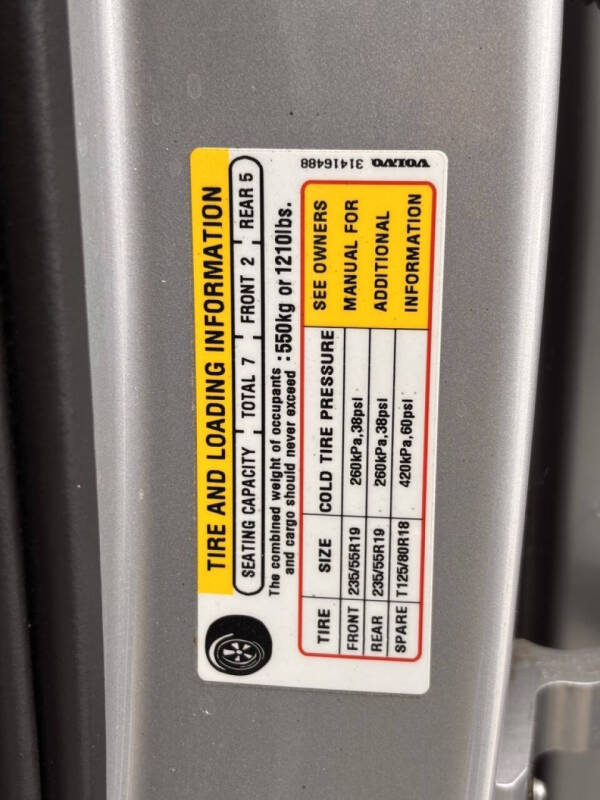 TIRE AND LOADING INFORMATION
SEATING CAPACITY TOTAL 7 FRONT 2 REAR 5
The combined weight of occupants
and cargo should never exceed : 550kg or 1210lbs.
TIRE SIZE COLD TIRE PRESSURE SEE OWNERS
FRONT 235/55R19 260kPa,38psi MANUAL FOR
REAR 235/55R19 260kPa,38psi ADDITIONAL
SPARE T125/80R18 420kPa,60psi INFORMATION
VOLVO 31416488